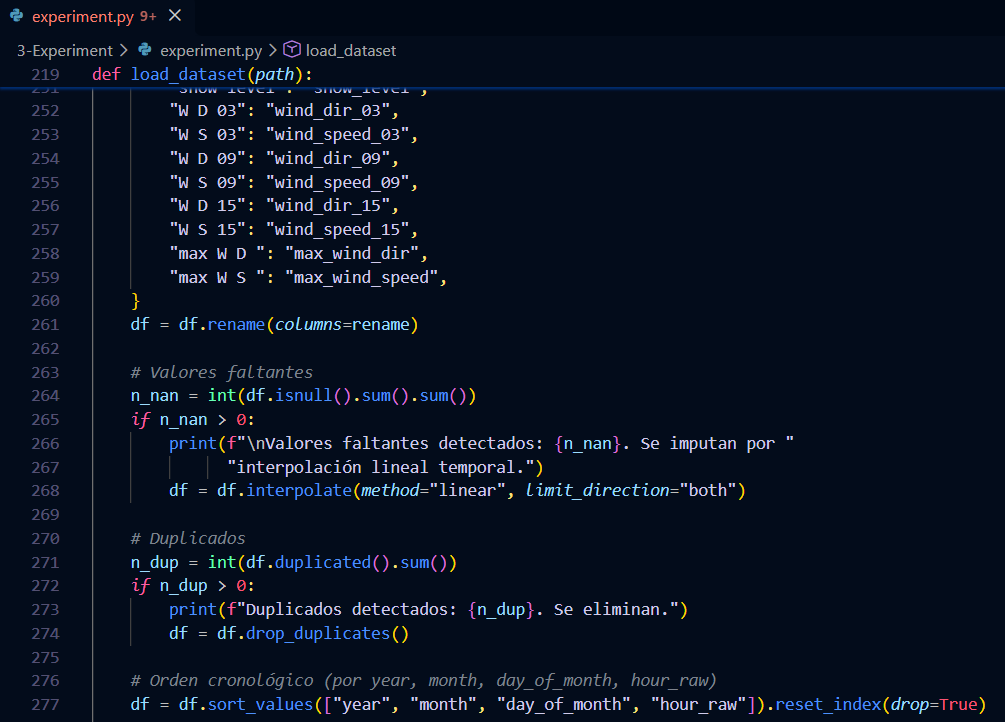 experiment.py 9+
3-Experiment > experiment.py > load_dataset
219 def load_dataset(path):
252 "W D 03": "wind_dir_03",
253 "W S 03": "wind_speed_03",
254 "W D 09": "wind_dir_09",
255 "W S 09": "wind_speed_09",
256 "W D 15": "wind_dir_15",
257 "W S 15": "wind_speed_15",
258 "max W D ": "max_wind_dir",
259 "max W S ": "max_wind_speed",
260 }
261 df = df.rename(columns=rename)
262
263 # Valores faltantes
264 n_nan = int(df.isnull().sum().sum())
265 if n_nan > 0:
266 print(f"\nValores faltantes detectados: {n_nan}. Se imputan por "
267 "interpolación lineal temporal.")
268 df = df.interpolate(method="linear", limit_direction="both")
269
270 # Duplicados
271 n_dup = int(df.duplicated().sum())
272 if n_dup > 0:
273 print(f"Duplicados detectados: {n_dup}. Se eliminan.")
274 df = df.drop_duplicates()
275
276 # Orden cronológico (por year, month, day_of_month, hour_raw)
277 df = df.sort_values(["year", "month", "day_of_month", "hour_raw"]).reset_index(drop=True)